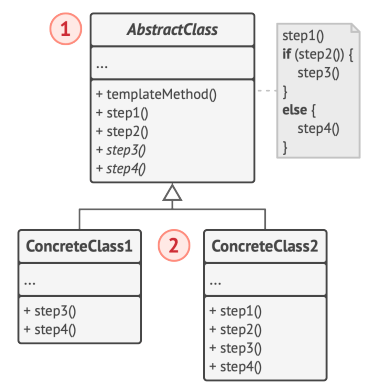 1
AbstractClass
...
+ templateMethod()
+ step1()
+ step2()
+ step3()
+ step4()
step1()
if (step2()) {
step3()
}
else {
step4()
}
2
ConcreteClass1
...
+ step3()
+ step4()
ConcreteClass2
...
+ step1()
+ step2()
+ step3()
+ step4()